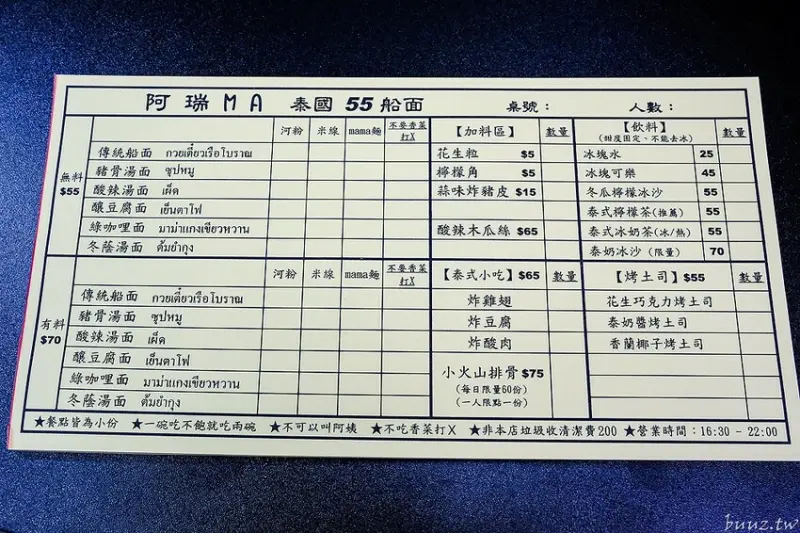 阿瑞MA 泰國55船面 桌號: 人數:
河粉 米線 mama麵 不要香菜打X
無料 $55
傳統船面 กวยเตี๋ยวเรือโบราณ
豬骨湯面 ซุปหมู
酸辣湯面 เผ็ด
釀豆腐面 เย็นตาโฟ
綠咖哩面 มาม่าแกงเขียวหวาน
冬蔭湯面 ต้มยำกุง
河粉 米線 mama麵 不要香菜打X
有料 $70
傳統船面 กวยเตี๋ยวเรือโบราณ
豬骨湯面 ซุปหมู
酸辣湯面 เผ็ด
釀豆腐面 เย็นตาโฟ
綠咖哩面 มาม่าแกงเขียวหวาน
冬蔭湯面 ต้มยำกุง
【加料區】 數量
花生粒 $5
檸檬角 $5
蒜味炸豬皮 $15
酸辣木瓜絲 $65
【泰式小吃】$65 數量
炸雞翅
炸豆腐
炸酸肉
小火山排骨 $75
(每日限量60份)
(一人限點一份)
【飲料】 數量
(甜度固定、不能去冰)
冰塊水 25
冰塊可樂 45
冬瓜檸檬冰沙 55
泰式檸檬茶(推薦) 55
泰式冰奶茶(冰/熱) 55
泰奶冰沙(限量) 70
【烤土司】$55 數量
花生巧克力烤土司
泰奶醬烤土司
香蘭椰子烤土司
★餐點皆為小份 ★一碗吃不飽就吃兩碗 ★不可以叫阿姨 ★不吃香菜打X ★非本店垃圾收清潔費200 ★營業時間:16:30 - 22:00
buuz.tw